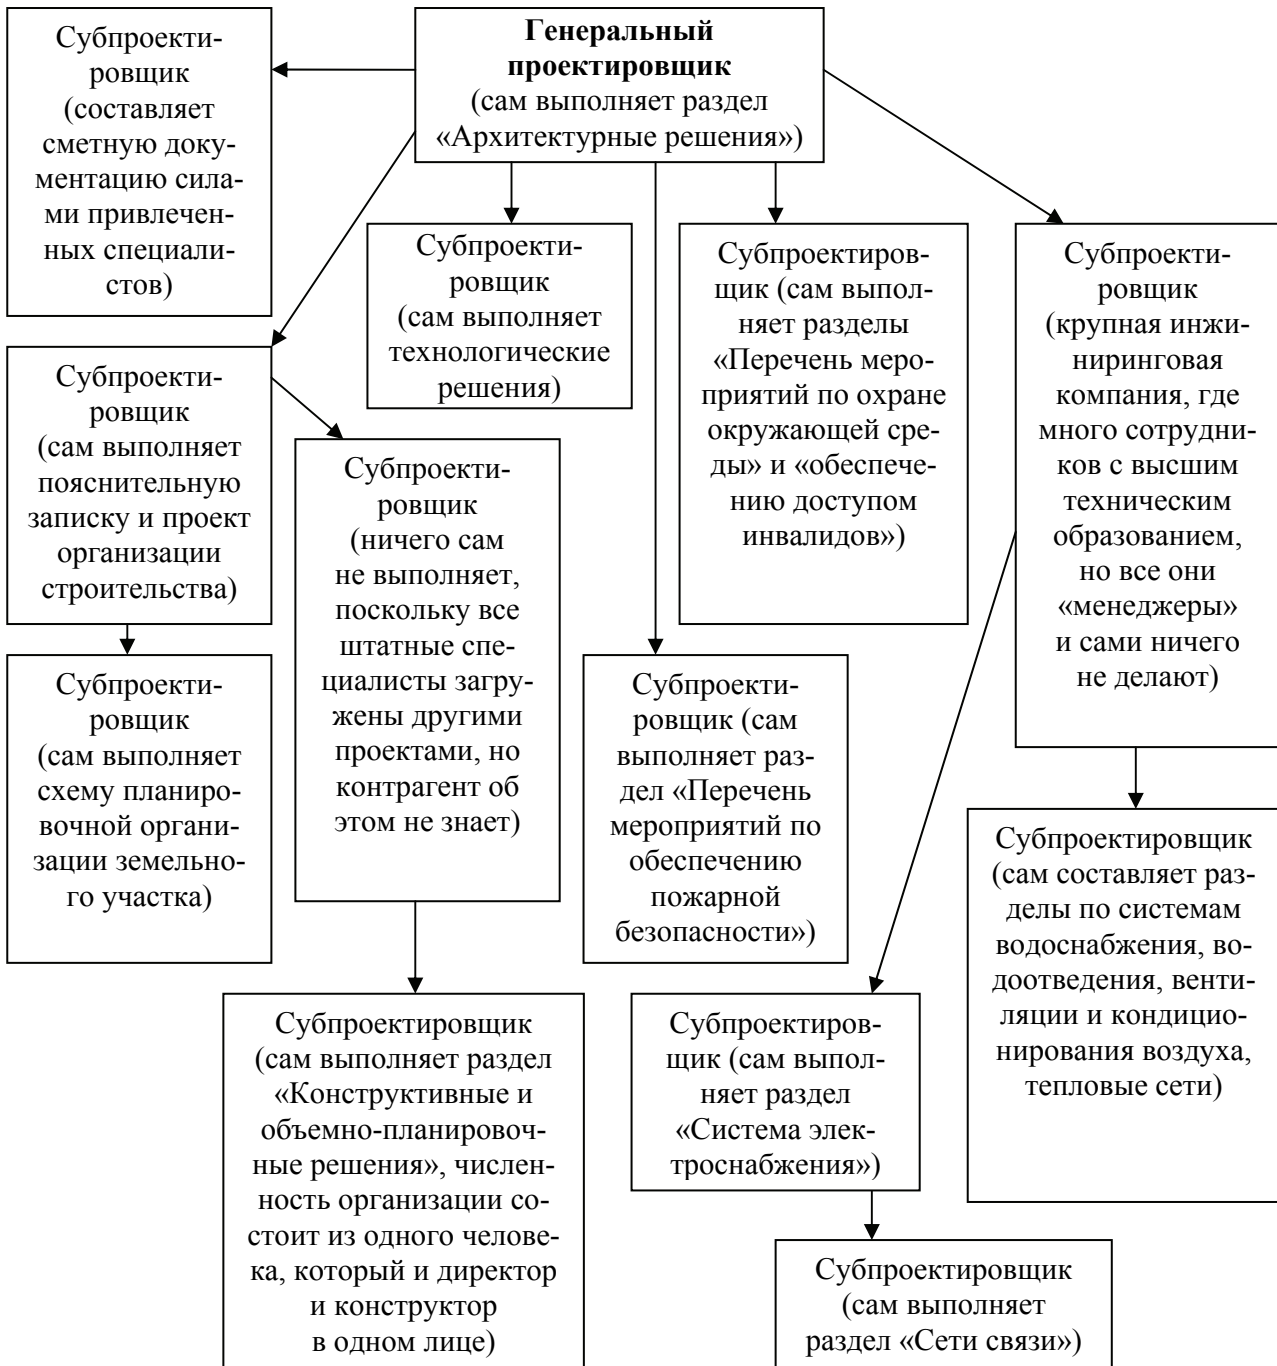 Субпроекти-
ровщик
(составляет
сметную доку-
ментацию сила-
ми привлечен-
ных специали-
стов)
Генеральный
проектировщик
(сам выполняет раздел
«Архитектурные решения»)
Субпроекти-
ровщик
(сам выполняет
технологические
решения)
Субпроектиров-
щик (сам выпол-
няет разделы
«Перечень меро-
приятий по охране
окружающей сре-
ды» и «обеспече-
нию доступом
инвалидов»)
Субпроекти-
ровщик
(крупная инжи-
ниринговая
компания, где
много сотрудни-
ков с высшим
техническим
образованием,
но все они
«менеджеры»
и сами ничего
не делают)
Субпроекти-
ровщик
(сам выполняет
пояснительную
записку и проект
организации
строительства)
Субпроекти-
ровщик
(ничего сам
не выполняет,
поскольку все
штатные спе-
циалисты загру-
жены другими
проектами, но
контрагент об
этом не знает)
Субпроекти-
ровщик
(сам выполняет
схему планиро-
вочной органи-
зации земельно-
го участка)
Субпроекти-
ровщик (сам
выполняет раз-
дел «Перечень
мероприятий по
обеспечению
пожарной
безопасности»)
Субпроектировщик
(сам составляет раз-
делы по системам
водоснабжения, во-
доотведения, венти-
ляции и кондицио-
нирования воздуха,
тепловые сети)
Субпроектировщик
(сам выполняет раздел
«Конструктивные и
объемно-планировоч-
ные решения», числен-
ность организации со-
стоит из одного челове-
ка, который и директор
и конструктор
в одном лице)
Субпроектиров-
щик (сам выпол-
няет раздел
«Система элек-
троснабжения»)
Субпроектировщик
(сам выполняет
раздел «Сети связи»)